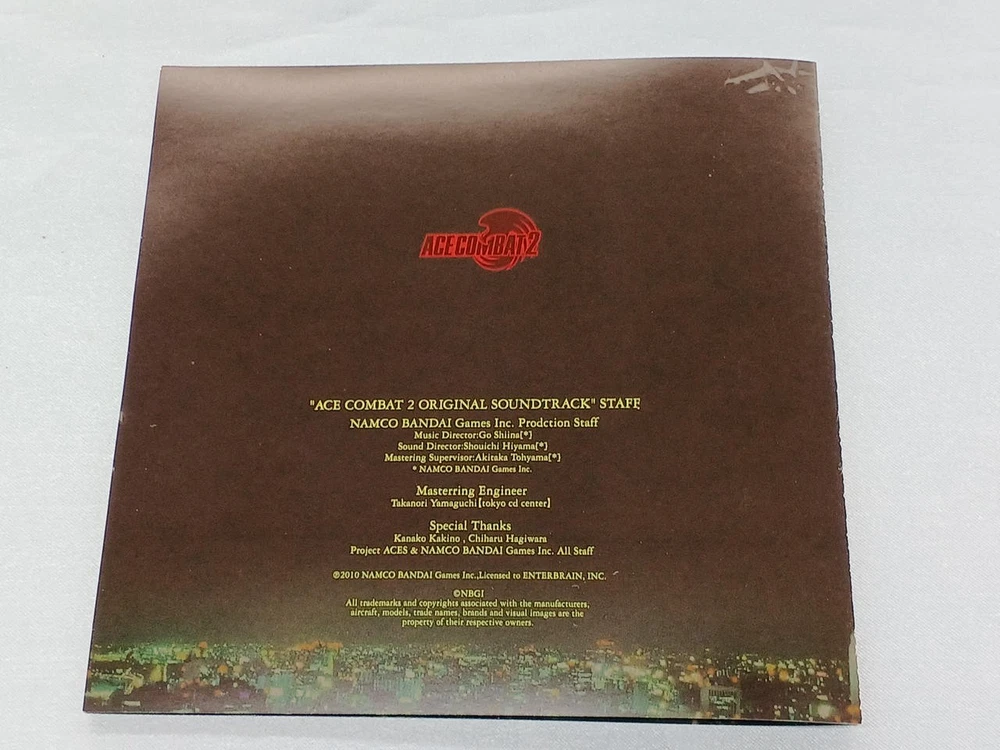 ACE COMBAT 2
"ACE COMBAT 2 ORIGINAL SOUNDTRACK" STAFF
NAMCO BANDAI Games Inc. Prodction Staff
Music Director:Go Shiina[*]
Sound Director:Shouichi Hiyama[*]
Mastering Supervisor:Akitaka Tohyama[*]
* NAMCO BANDAI Games Inc.
Masterring Engineer
Takanori Yamaguchi【tokyo cd center】
Special Thanks
Kanako Kakino , Chiharu Hagiwara
Project ACES & NAMCO BANDAI Games Inc. All Staff
℗2010 NAMCO BANDAI Games Inc.,Licensed to ENTERBRAIN, INC.
©NBGI
All trademarks and copyrights associated with the manufacturers,
aircraft, models, trade names, brands and visual images are the
property of their respective owners.